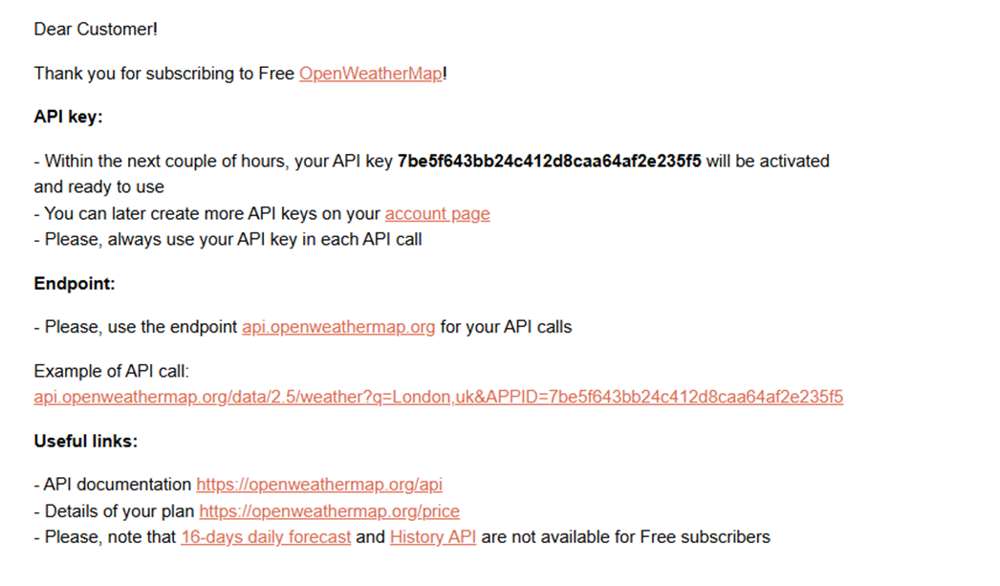 Dear Customer!
Thank you for subscribing to Free OpenWeatherMap!
API key:
- Within the next couple of hours, your API key 7be5f643bb24c412d8caa64af2e235f5 will be activated
and ready to use
- You can later create more API keys on your account page
- Please, always use your API key in each API call
Endpoint:
- Please, use the endpoint api.openweathermap.org for your API calls
Example of API call:
api.openweathermap.org/data/2.5/weather?q=London,uk&APPID=7be5f643bb24c412d8caa64af2e235f5
Useful links:
- API documentation https://openweathermap.org/api
- Details of your plan https://openweathermap.org/price
- Please, note that 16-days daily forecast and History API are not available for Free subscribers